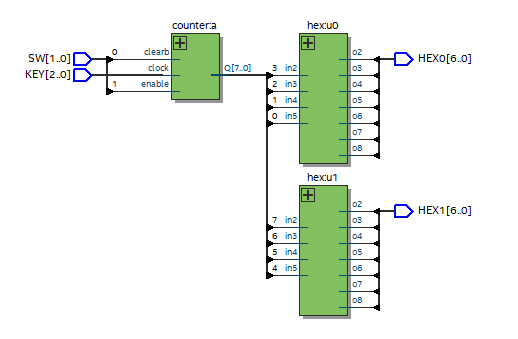 counter:a
hex:u0
SW[1..0]
KEY[2..0]
0
1
clearb
clock
enable
Q[7..0]
3 in2
2 in3
1 in4
0 in5
o2
o3
o4
o5
o6
o7
o8
HEX0[6..0]
hex:u1
7 in2
6 in3
5 in4
4 in5
o2
o3
o4
o5
o6
o7
o8
HEX1[6..0]